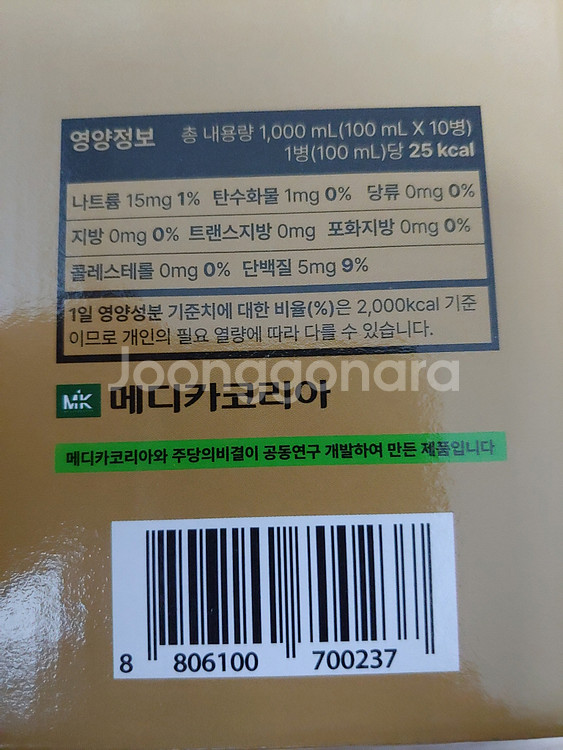 영양정보 총 내용량 1,000 mL(100 mL X 10병)
1병(100 mL)당 25 kcal
나트륨 15mg 1% 탄수화물 1mg 0% 당류 0mg 0%
지방 0mg 0% 트랜스지방 0mg 포화지방 0mg 0%
콜레스테롤 0mg 0% 단백질 5mg 9%
1일 영양성분 기준치에 대한 비율(%)은 2,000kcal 기준
이므로 개인의 필요 열량에 따라 다를 수 있습니다.
Joonggonara
MK 메디카코리아
메디카코리아와 주당의비결이 공동연구 개발하여 만든 제품입니다
8 806100 700237